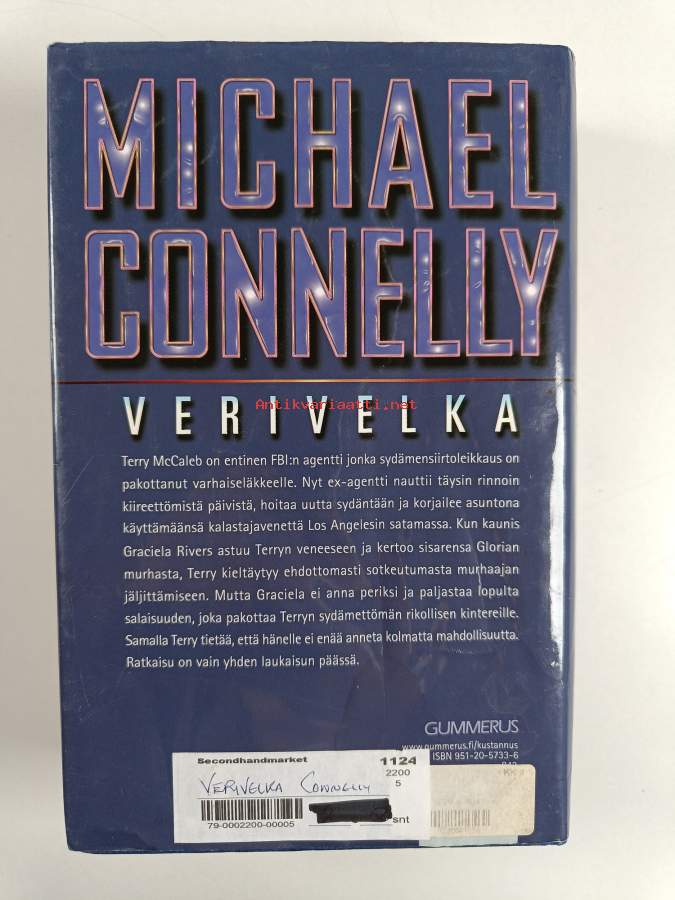 MICHAEL
CONNELLY
VERIVELKA
Antikvariaatti.net
Terry McCaleb on entinen FBI:n agentti jonka sydämensiirtoleikkaus on
pakottanut varhaiseläkkeelle. Nyt ex-agentti nauttii täysin rinnoin
kiireettömistä päivistä, hoitaa uutta sydäntään ja korjailee asuntona
käyttämäänsä kalastajavenettä Los Angelesin satamassa. Kun kaunis
Graciela Rivers astuu Terryn veneeseen ja kertoo sisarensa Glorian
murhasta, Terry kieltäytyy ehdottomasti sotkeutumasta murhaajan
jäljittämiseen. Mutta Graciela ei anna periksi ja paljastaa lopulta
salaisuuden, joka pakottaa Terryn sydämettömän rikollisen kintereille.
Samalla Terry tietää, että hänelle ei enää anneta kolmatta mahdollisuutta.
Ratkaisu on vain yhden laukaisun päässä.
GUMMERUS
www.gummerus.fi/kustannus
ISBN 951-20-5733-6
Secondhandmarket 1124
2200
5
VERIVELKA CONNELLY
79-0002200-00005
snt